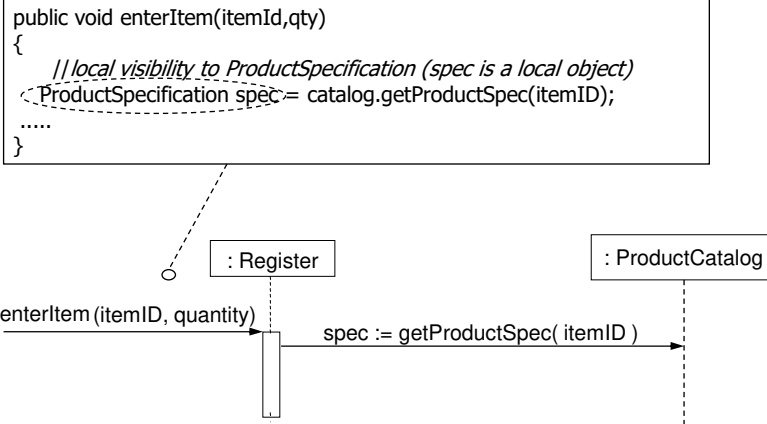 public void enterItem(itemId,qty)
{
//local visibility to ProductSpecification (spec is a local object)
ProductSpecification spec = catalog.getProductSpec(itemID);
.....
}
: Register
: ProductCatalog
enterItem (itemID, quantity)
spec := getProductSpec( itemID )